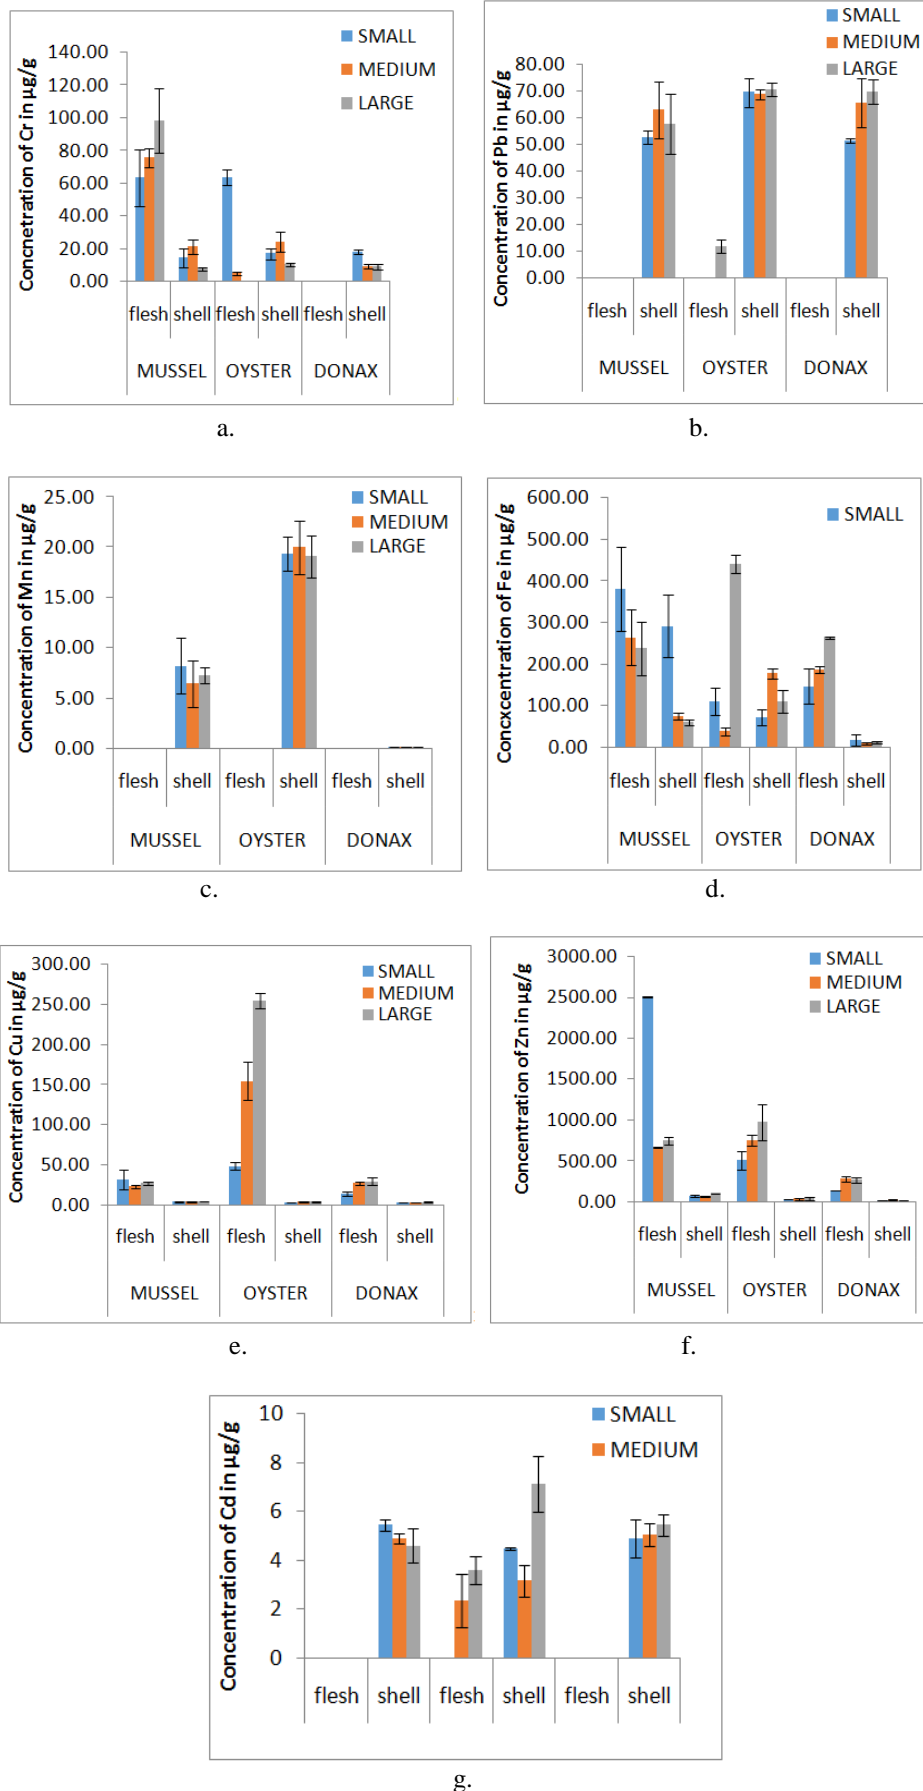 SMALL
MEDIUM
LARGE
Concnetration of Cr in µg/g
140.00
120.00
100.00
80.00
60.00
40.00
20.00
0.00
flesh shell flesh shell flesh shell
MUSSEL OYSTER DONAX
a.
SMALL
MEDIUM
LARGE
Concentration of Pb in µg/g
80.00
70.00
60.00
50.00
40.00
30.00
20.00
10.00
0.00
flesh shell flesh shell flesh shell
MUSSEL OYSTER DONAX
b.
SMALL
MEDIUM
LARGE
Concentration of Mn in µg/g
25.00
20.00
15.00
10.00
5.00
0.00
flesh shell flesh shell flesh shell
MUSSEL OYSTER DONAX
c.
SMALL
Concxcentration of Fe in µg/g
600.00
500.00
400.00
300.00
200.00
100.00
0.00
flesh shell flesh shell flesh shell
MUSSEL OYSTER DONAX
d.
SMALL
MEDIUM
LARGE
Concentration of Cu in µg/g
300.00
250.00
200.00
150.00
100.00
50.00
0.00
flesh shell flesh shell flesh shell
MUSSEL OYSTER DONAX
e.
SMALL
MEDIUM
LARGE
Concentration of Zn in µg/g
3000.00
2500.00
2000.00
1500.00
1000.00
500.00
0.00
flesh shell flesh shell flesh shell
MUSSEL OYSTER DONAX
f.
SMALL
MEDIUM
Concentration of Cd in µg/g
10
8
6
4
2
0
flesh shell flesh shell flesh shell
g.